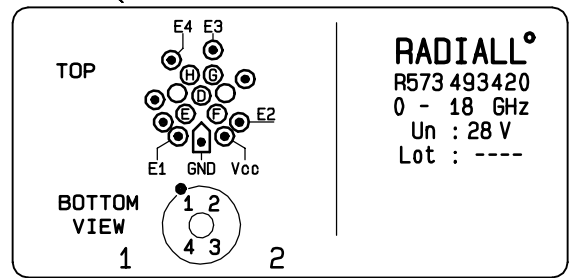 E4 E3
TOP
H G
D
E F
E2
E1 GND Vcc
BOTTOM
VIEW
1 2
4 3
1 2
RADIALL°
R573 493420
0 - 18 GHz
Un : 28 V
Lot : ----